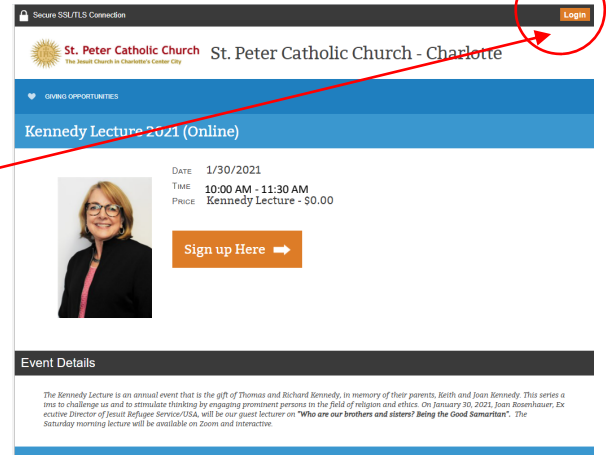 Secure SSL/TLS Connection
Login
St. Peter Catholic Church
The Jesuit Church in Charlotte's Center City
St. Peter Catholic Church - Charlotte
GIVING OPPORTUNITIES
Kennedy Lecture 2021 (Online)
DATE 1/30/2021
TIME 10:00 AM - 11:30 AM
PRICE Kennedy Lecture - $0.00
Sign up Here
Event Details
The Kennedy Lecture is an annual event that is the gift of Thomas and Richard Kennedy, in memory of their parents, Keith and Joan Kennedy. This series a
ims to challenge us and to stimulate thinking by engaging prominent persons in the field of religion and ethics. On January 30, 2021, Joan Rosenhauer, Ex
ecutive Director of Jesuit Refugee Service/USA, will be our guest lecturer on "Who are our brothers and sisters? Being the Good Samaritan". The
Saturday morning lecture will be available on Zoom and interactive.